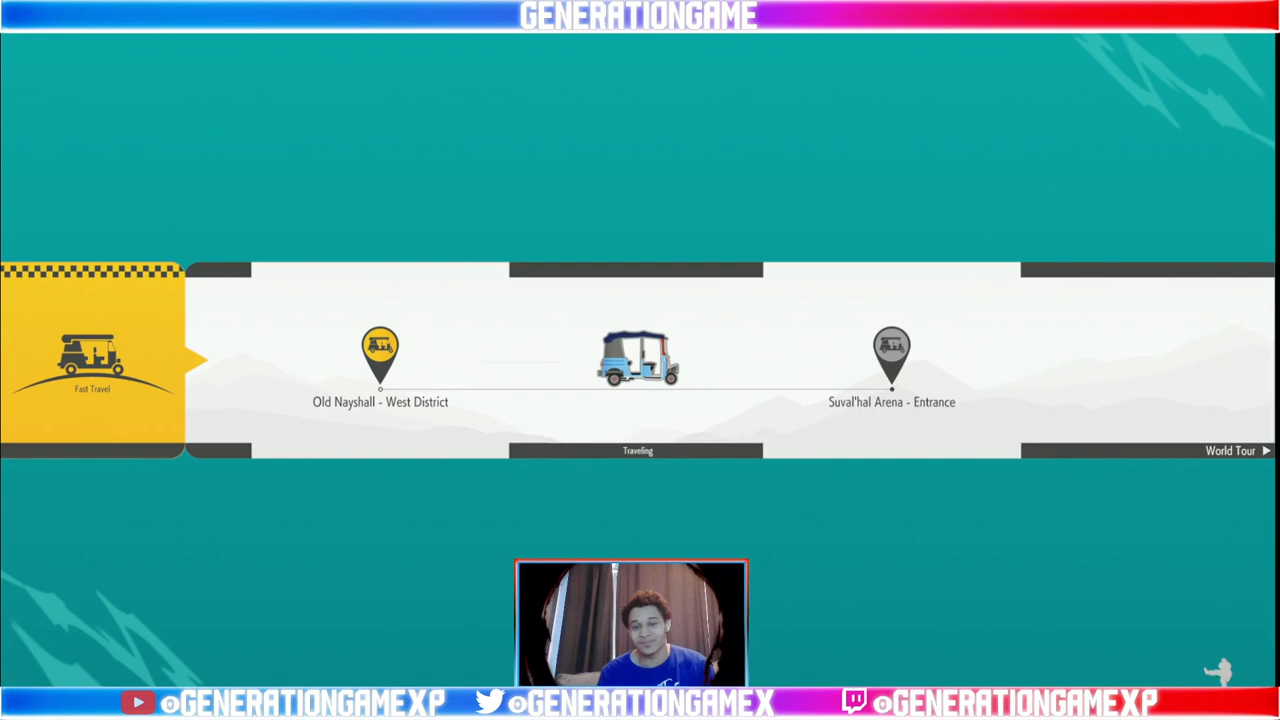 GENERATIONGAME
Fast Travel
Old Nayshall - West District
Suval'hal Arena - Entrance
Traveling
World Tour
@GENERATIONGAMEXP @GENERATIONGAMEX @GENERATIONGAMEXP